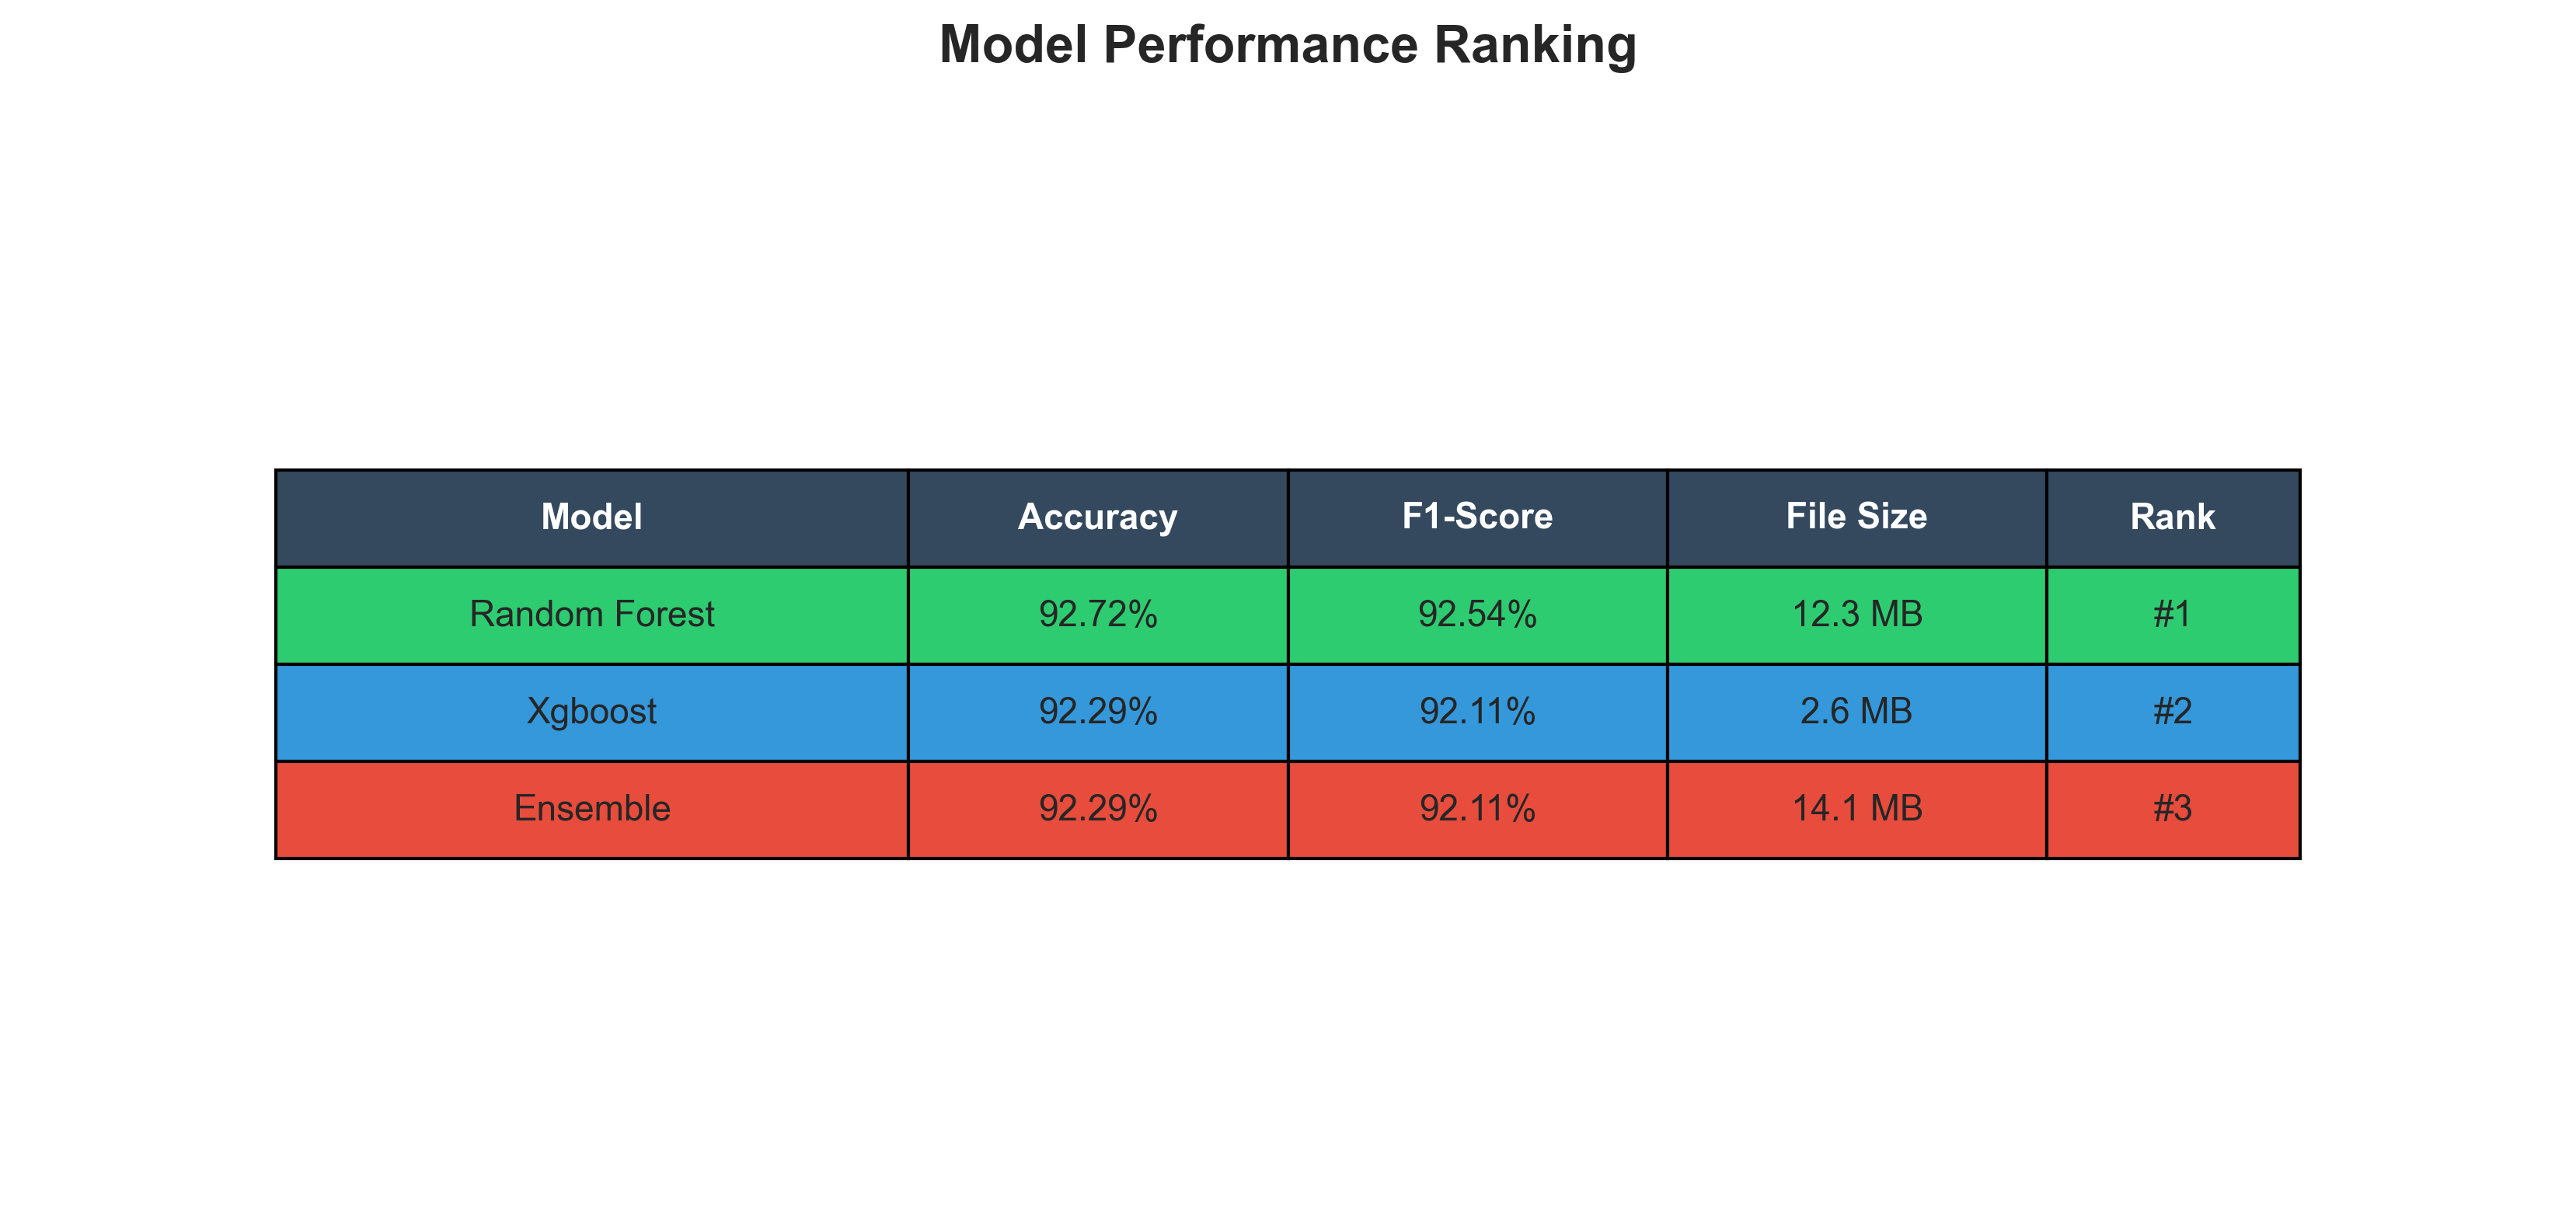 Model Performance Ranking
Model Accuracy F1-Score File Size Rank
Random Forest 92.72% 92.54% 12.3 MB #1
Xgboost 92.29% 92.11% 2.6 MB #2
Ensemble 92.29% 92.11% 14.1 MB #3